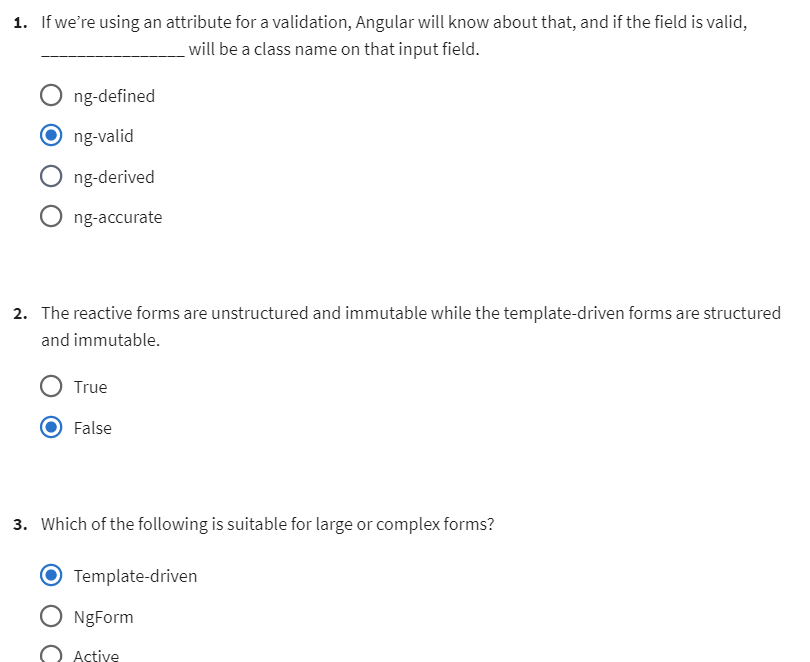 1. If we're using an attribute for a validation, Angular will know about that, and if the field is valid,
________________ will be a class name on that input field.
ng-defined
ng-valid
ng-derived
ng-accurate
2. The reactive forms are unstructured and immutable while the template-driven forms are structured
and immutable.
True
False
3. Which of the following is suitable for large or complex forms?
Template-driven
NgForm
Active